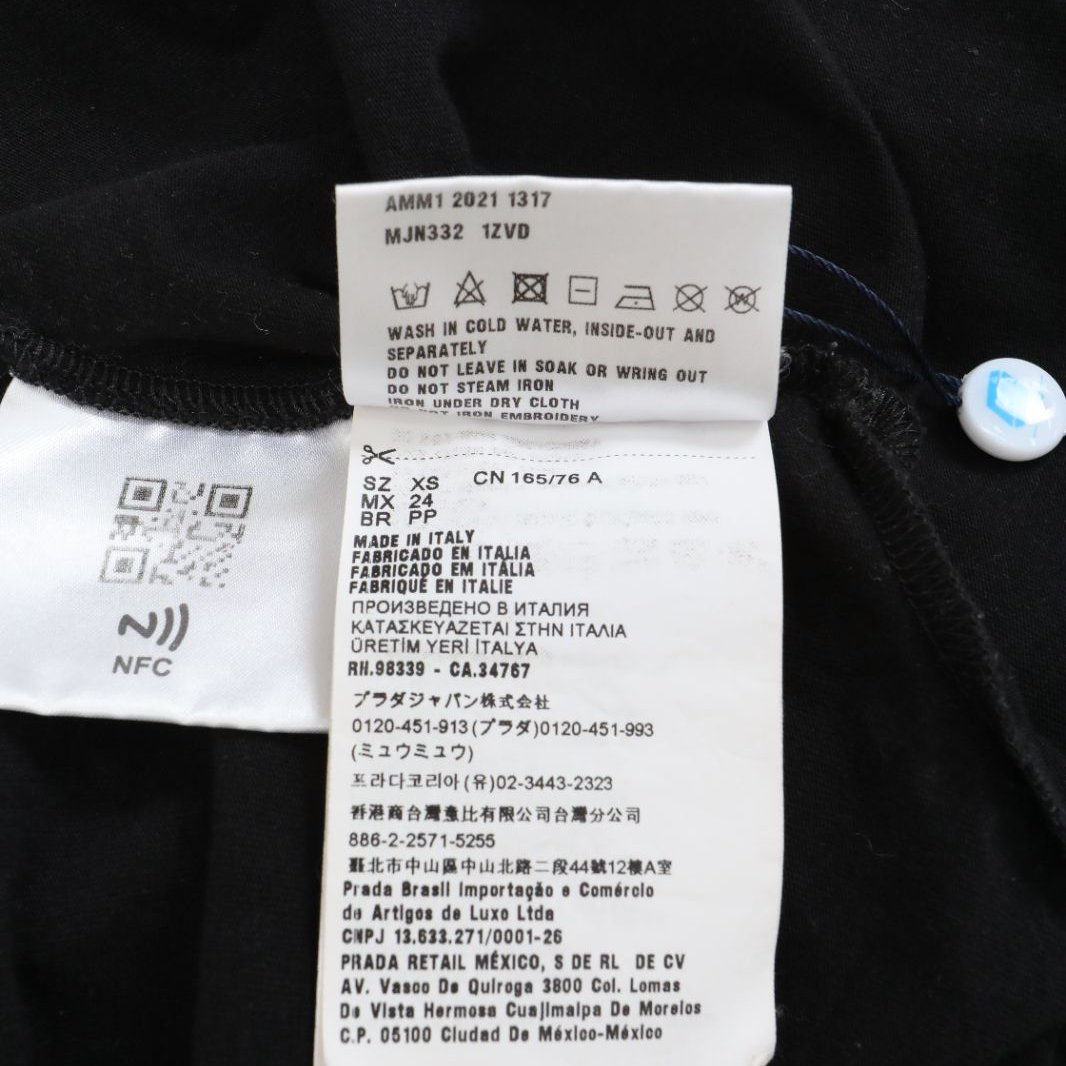 AMM1 2021 1317
MJN332 1ZVD
WASH IN COLD WATER, INSIDE-OUT AND
SEPARATELY
DO NOT LEAVE IN SOAK OR WRING OUT
DO NOT STEAM IRON
IRON UNDER DRY CLOTH
DO NOT IRON EMBROIDERY
SZ XS CN 165/76 A
MX 24
BR PP
MADE IN ITALY
FABRICADO EN ITALIA
FABRICADO EM ITÁLIA
FABRIQUÉ EN ITALIE
ПРОИЗВЕДЕНО В ИТАЛИЯ
ΚΑΤΑΣΚΕΥΑΖΕΤΑΙ ΣΤΗΝ ΙΤΑΛΙΑ
ÜRETİM YERİ İTALYA
RH.98339 - CA.34767
プラダジャパン株式会社
0120-451-913(プラダ)0120-451-993
(ミュウミュウ)
프라다코리아(유)02-3443-2323
香港商台灣意比有限公司台灣分公司
886-2-2571-5255
臺北市中山區中山北路二段44號12樓A室
Prada Brasil Importação e Comércio
de Artigos de Luxo Ltda
CNPJ 13.633.271/0001-26
PRADA RETAIL MÉXICO, S DE RL DE CV
AV. Vasco De Quiroga 3800 Col. Lomas
De Vista Hermosa Cuajimalpa De Morelos
C.P. 05100 Ciudad De México-México
NFC